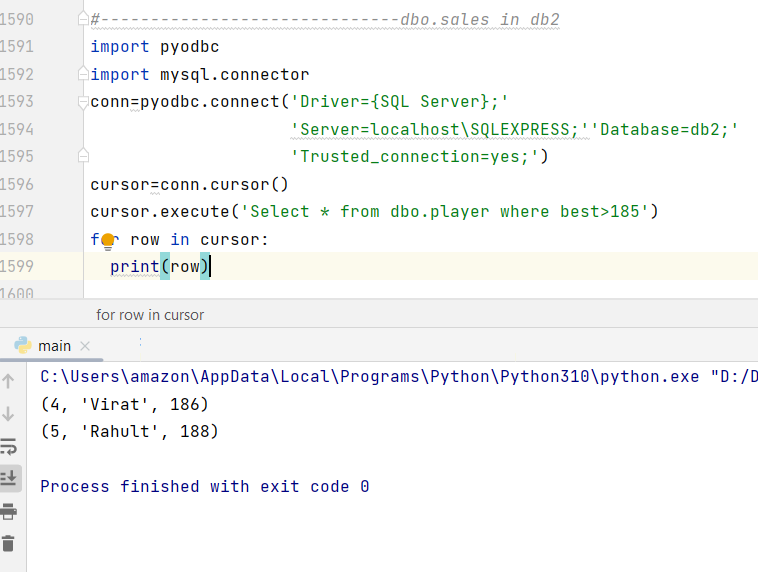 1590 #------------------------------dbo.sales in db2
1591 import pyodbc
1592 import mysql.connector
1593 conn=pyodbc.connect('Driver={SQL Server};'
1594 'Server=localhost\SQLEXPRESS;''Database=db2;'
1595 'Trusted_connection=yes;')
1596 cursor=conn.cursor()
1597 cursor.execute('Select * from dbo.player where best>185')
1598 for row in cursor:
1599 print(row)
1600
for row in cursor
main
C:\Users\amazon\AppData\Local\Programs\Python\Python310\python.exe "D:/D
(4, 'Virat', 186)
(5, 'Rahult', 188)
Process finished with exit code 0